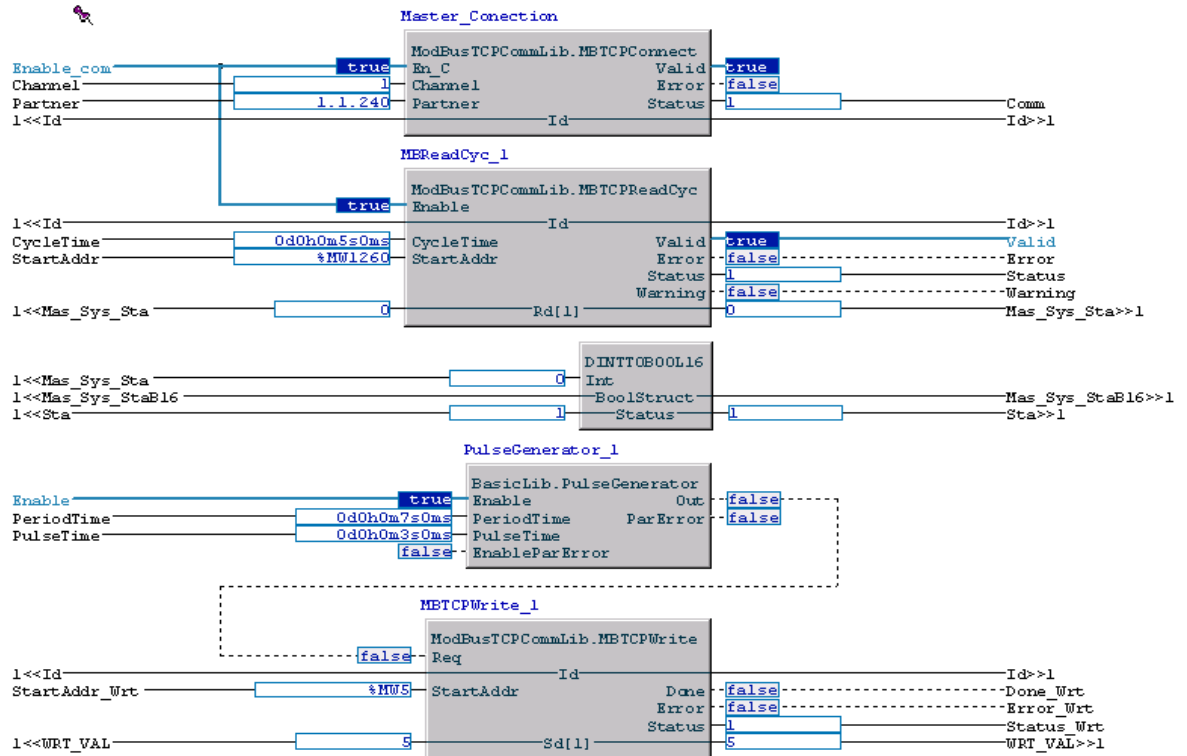 Master_Conection
ModBusTCPCommLib.MBTCPConnect
Enable_com true En_C Valid true
Channel 1 Channel Error false
Partner 1.1.240 Partner Status 1 Comm
1<<Id Id Id>>1
MBReadCyc_1
ModBusTCPCommLib.MBTCPReadCyc
true Enable
1<<Id Id Id>>1
CycleTime 0d0h0m5s0ms CycleTime Valid true Valid
StartAddr %MW1260 StartAddr Error false Error
Status 1 Status
Warning false Warning
1<<Mas_Sys_Sta 0 Rd[1] 0 Mas_Sys_Sta>>1
DINTTOBOOL16
1<<Mas_Sys_Sta 0 Int
1<<Mas_Sys_StaB16 BoolStruct Mas_Sys_StaB16>>1
1<<Sta 1 Status 1 Sta>>1
PulseGenerator_1
BasicLib.PulseGenerator
Enable true Enable Out false
PeriodTime 0d0h0m7s0ms PeriodTime ParError false
PulseTime 0d0h0m3s0ms PulseTime
false EnableParError
MBTCPWrite_1
ModBusTCPCommLib.MBTCPWrite
false Req
1<<Id Id Id>>1
StartAddr_Wrt %MW5 StartAddr Done false Done_Wrt
Error false Error_Wrt
Status 1 Status_Wrt
1<<WRT_VAL 5 Sd[1] 5 WRT_VAL>>1